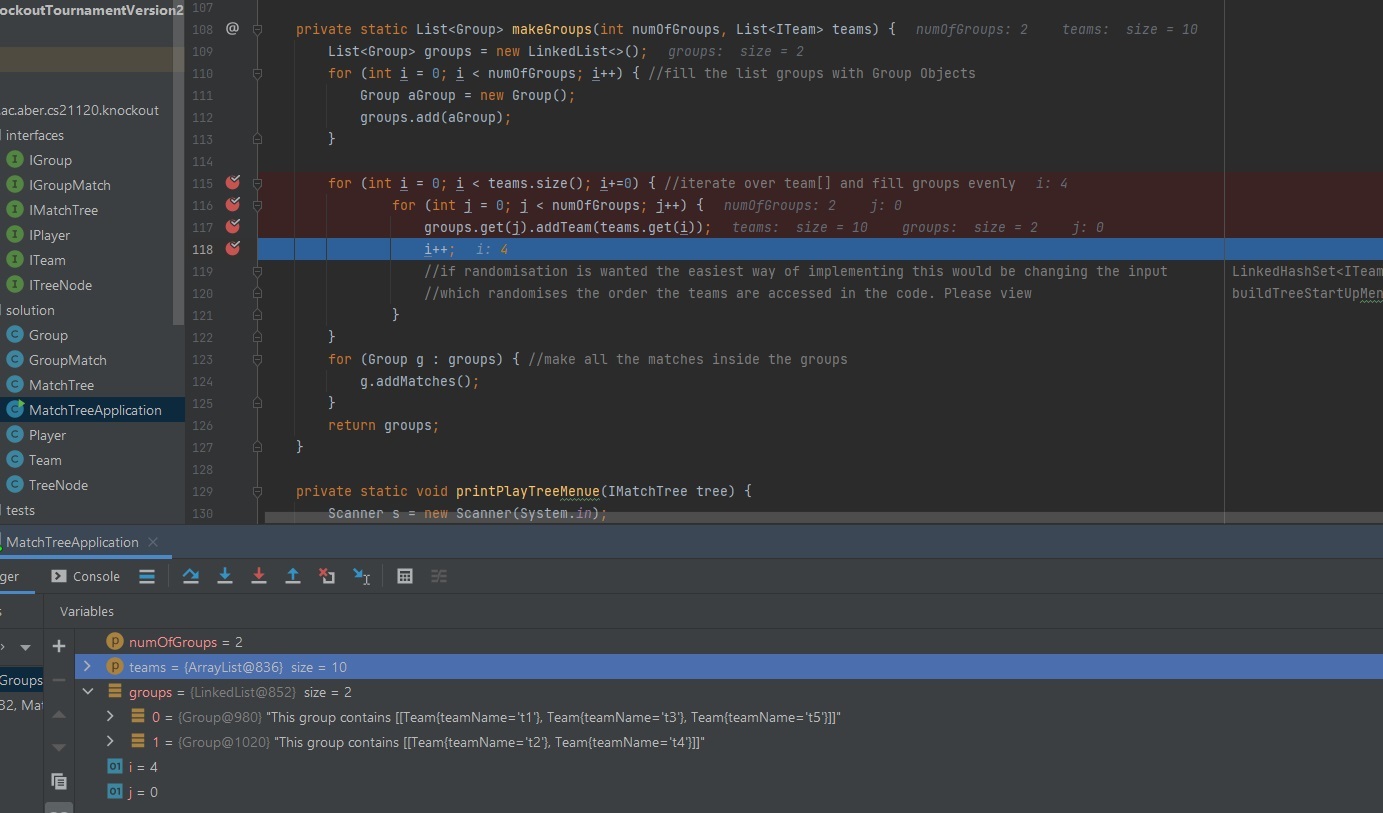 ockoutTournamentVersion2
.ac.aber.cs21120.knockout
interfaces
IGroup
IGroupMatch
IMatchTree
IPlayer
ITeam
ITreeNode
solution
Group
GroupMatch
MatchTree
MatchTreeApplication
Player
Team
TreeNode
tests
107
108 @ private static List<Group> makeGroups(int numOfGroups, List<ITeam> teams) { numOfGroups: 2 teams: size = 10
109 List<Group> groups = new LinkedList<>(); groups: size = 2
110 for (int i = 0; i < numOfGroups; i++) { //fill the list groups with Group Objects
111 Group aGroup = new Group();
112 groups.add(aGroup);
113 }
114
115 for (int i = 0; i < teams.size(); i+=0) { //iterate over team[] and fill groups evenly i: 4
116 for (int j = 0; j < numOfGroups; j++) { numOfGroups: 2 j: 0
117 groups.get(j).addTeam(teams.get(i)); teams: size = 10 groups: size = 2 j: 0
118 i++; i: 4
119 //if randomisation is wanted the easiest way of implementing this would be changing the input LinkedHashSet<ITeam
120 //which randomises the order the teams are accessed in the code. Please view buildTreeStartUpMen
121 }
122 }
123 for (Group g : groups) { //make all the matches inside the groups
124 g.addMatches();
125 }
126 return groups;
127 }
128
129 private static void printPlayTreeMenue(IMatchTree tree) {
130 Scanner s = new Scanner(System.in);
MatchTreeApplication
ger Console
Variables
Groups
32, Mat
numOfGroups = 2
teams = {ArrayList@836} size = 10
groups = {LinkedList@852} size = 2
0 = {Group@980} "This group contains [[Team{teamName='t1'}, Team{teamName='t3'}, Team{teamName='t5'}]]"
1 = {Group@1020} "This group contains [[Team{teamName='t2'}, Team{teamName='t4'}]]"
i = 4
j = 0